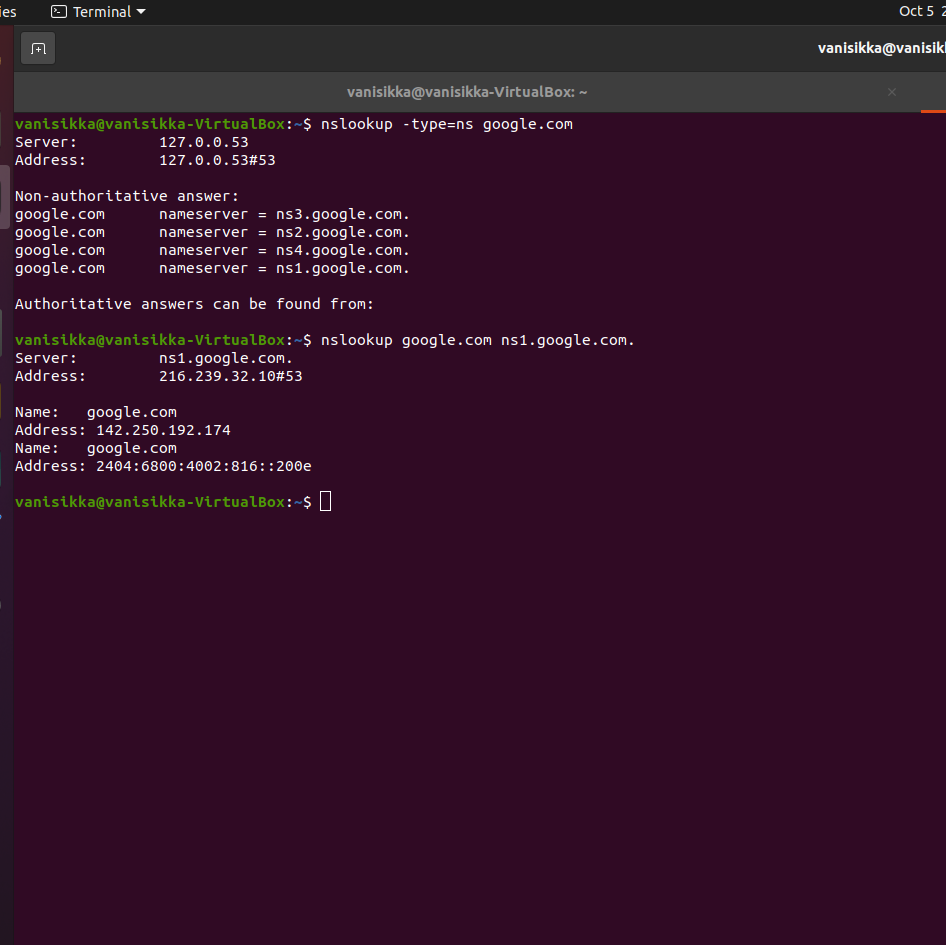 ies Terminal Oct 5 2
vanisikka@vanisik
vanisikka@vanisikka-VirtualBox: ~
vanisikka@vanisikka-VirtualBox:~$ nslookup -type=ns google.com
Server: 127.0.0.53
Address: 127.0.0.53#53
Non-authoritative answer:
google.com nameserver = ns3.google.com.
google.com nameserver = ns2.google.com.
google.com nameserver = ns4.google.com.
google.com nameserver = ns1.google.com.
Authoritative answers can be found from:
vanisikka@vanisikka-VirtualBox:~$ nslookup google.com ns1.google.com.
Server: ns1.google.com.
Address: 216.239.32.10#53
Name: google.com
Address: 142.250.192.174
Name: google.com
Address: 2404:6800:4002:816::200e
vanisikka@vanisikka-VirtualBox:~$